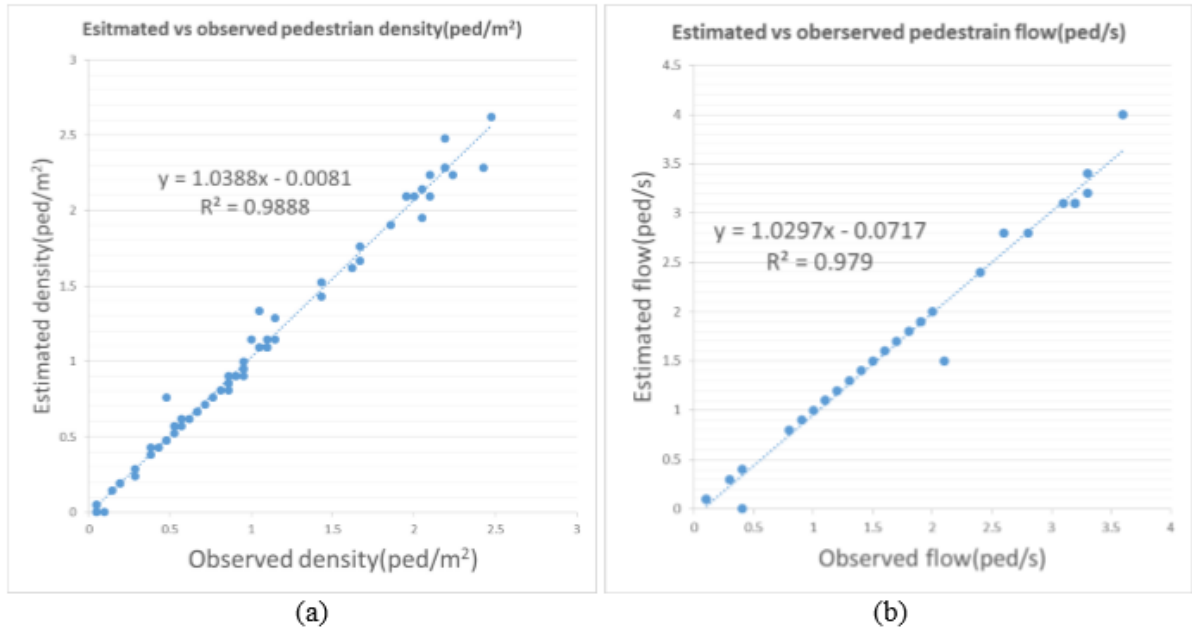 Esitmated vs observed pedestrian density(ped/m²)
3
2.5
2
1.5
1
0.5
0
Estimated density(ped/m²)
y = 1.0388x - 0.0081
R² = 0.9888
0
0.5
1
1.5
2
2.5
3
Observed density(ped/m²)
(a)
Estimated vs oberserved pedestrain flow(ped/s)
4.5
4
3.5
3
2.5
2
1.5
1
0.5
0
Estimated flow(ped/s)
y = 1.0297x - 0.0717
R² = 0.979
0
0.5
1
1.5
2
2.5
3
3.5
4
Observed flow(ped/s)
(b)